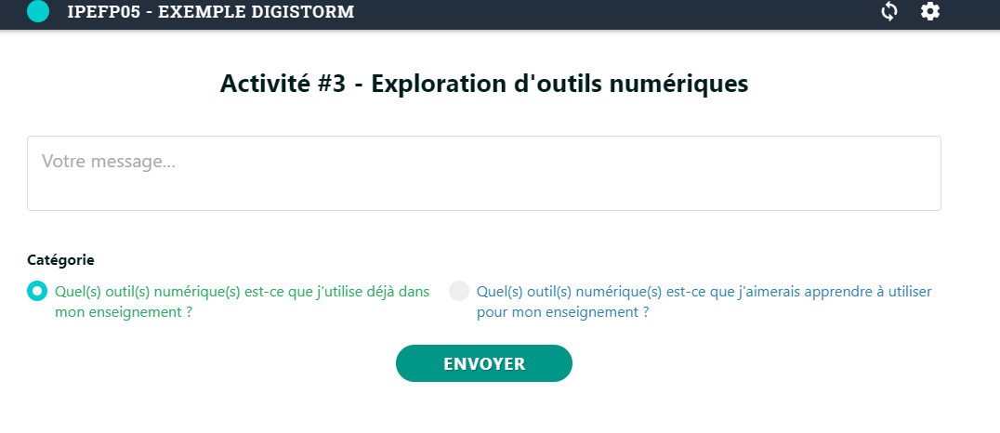 IPEFP05 - EXEMPLE DIGISTORM
Activité #3 - Exploration d'outils numériques
Votre message...
Catégorie
Quel(s) outil(s) numérique(s) est-ce que j'utilise déjà dans
mon enseignement ?
Quel(s) outil(s) numérique(s) est-ce que j'aimerais apprendre à utiliser
pour mon enseignement ?
ENVOYER